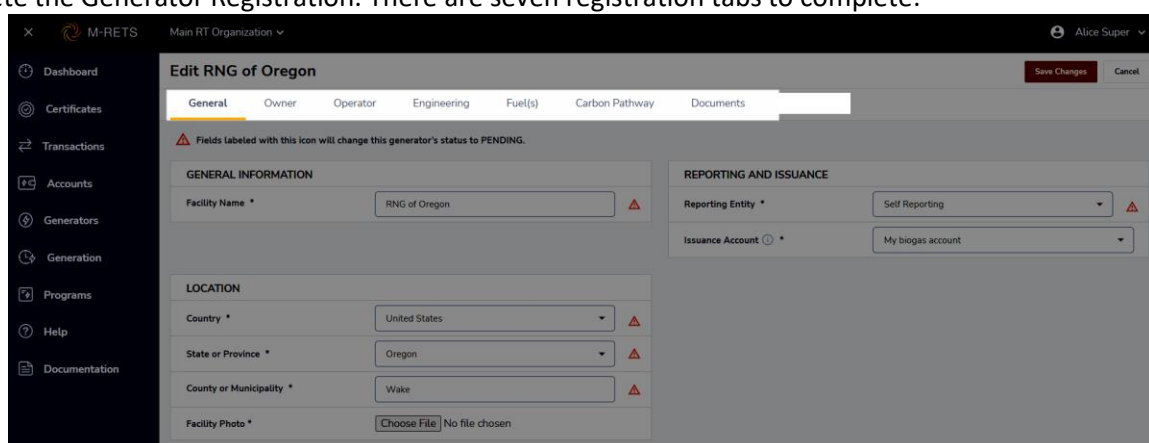 ete the Generator Registration. There are seven registration tabs to complete:
× M-RETS Main RT Organization Alice Super
Dashboard
Certificates
Transactions
Accounts
Generators
Generation
Programs
Help
Documentation
Edit RNG of Oregon Save Changes Cancel
General Owner Operator Engineering Fuel(s) Carbon Pathway Documents
Fields labeled with this icon will change this generator's status to PENDING.
GENERAL INFORMATION
Facility Name * RNG of Oregon
REPORTING AND ISSUANCE
Reporting Entity * Self Reporting
Issuance Account * My biogas account
LOCATION
Country * United States
State or Province * Oregon
County or Municipality * Wake
Facility Photo * Choose File No file chosen